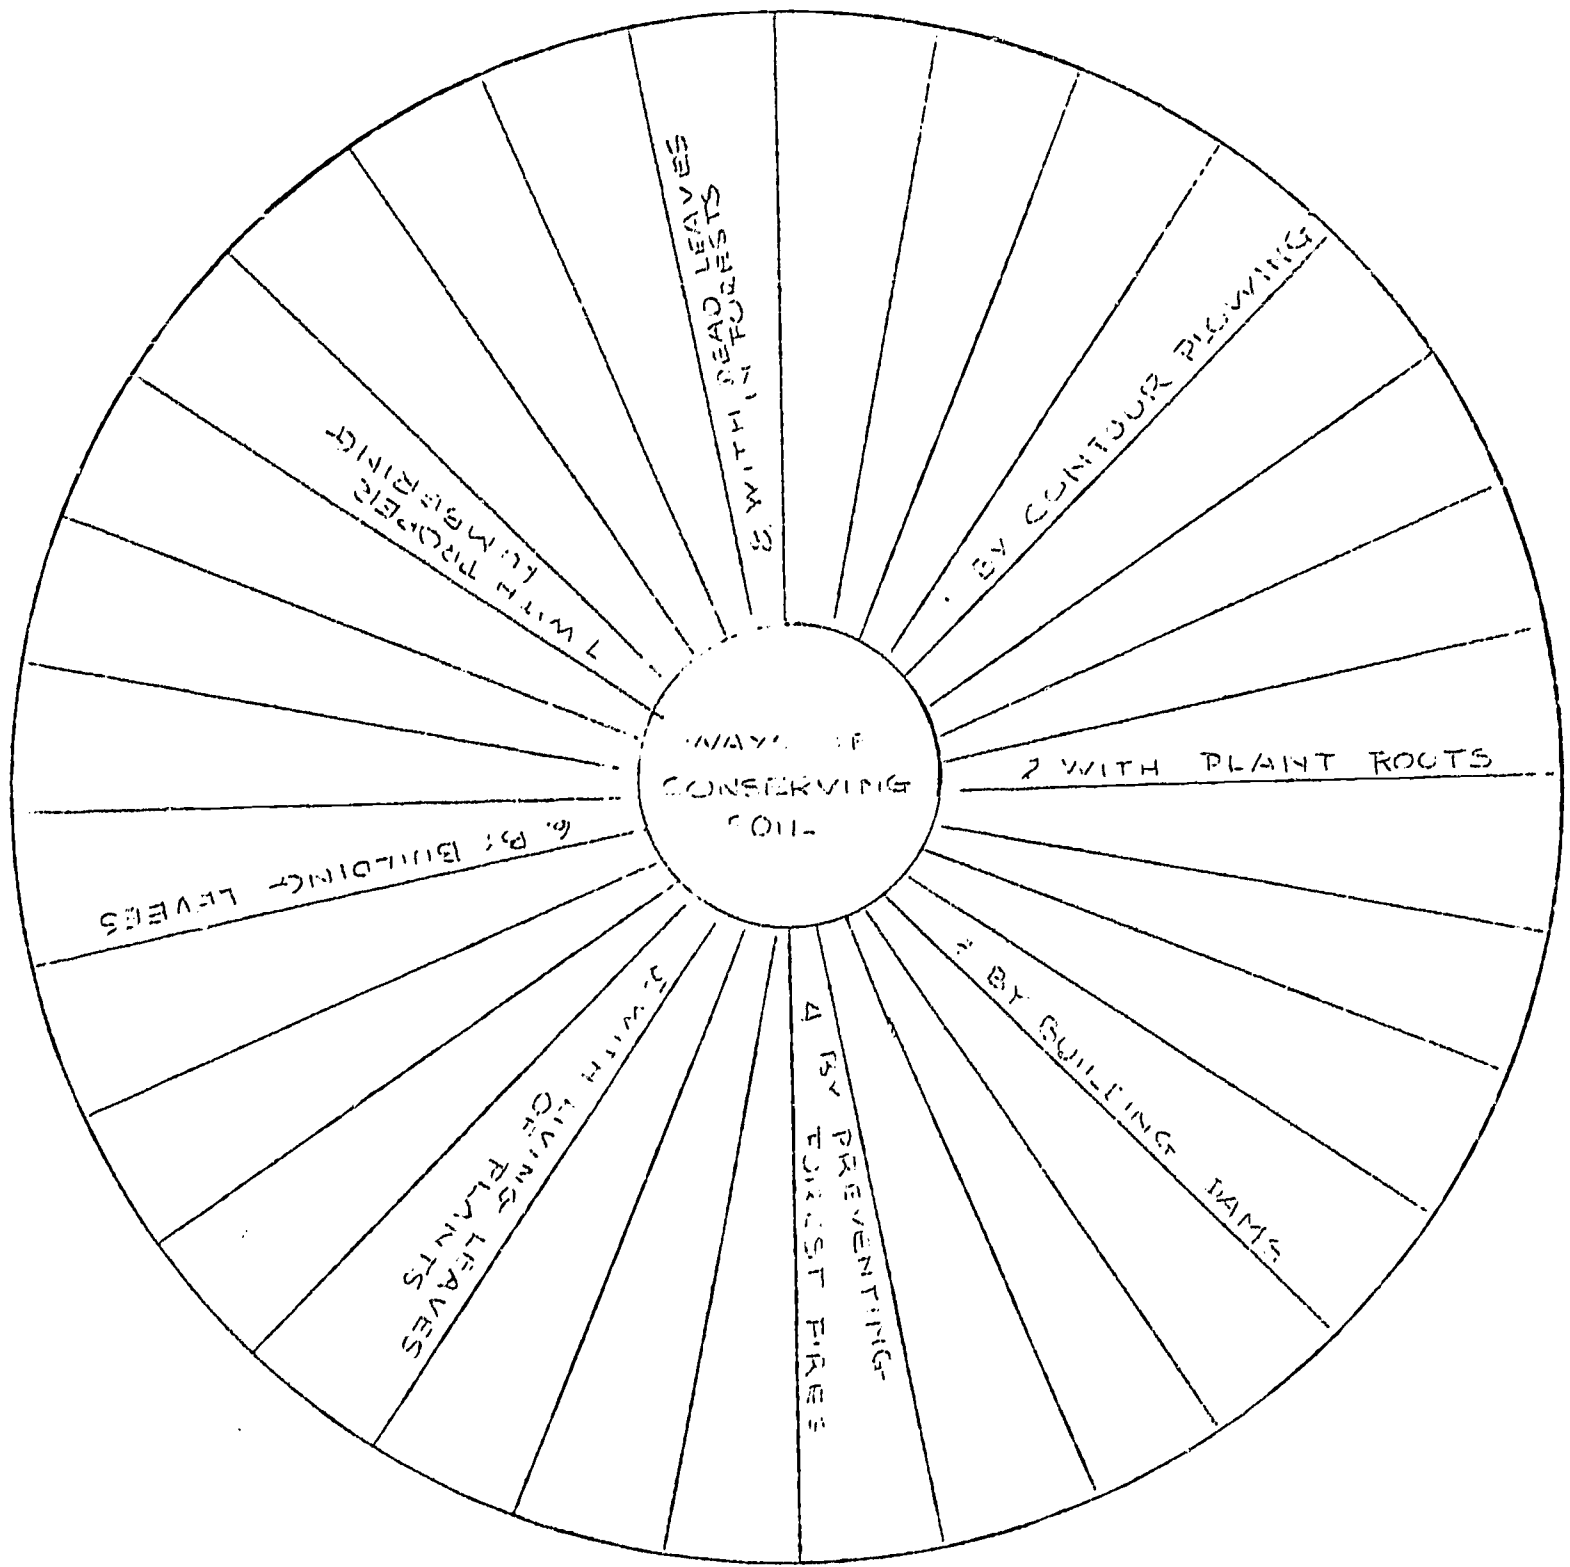 WAYS OF
CONSERVING
SOIL
BY CONTOUR PLOWING
2 WITH PLANT ROOTS
BY BUILDING DAMS
4 BY PREVENTING
FOREST FIRES
5. WITH LIVING LEAVES
OF PLANTS
6. BY BUILDING LEVEES
7 WITH PROPER
LUMBERING
8 WITH DEAD LEAVES
IN FORESTS